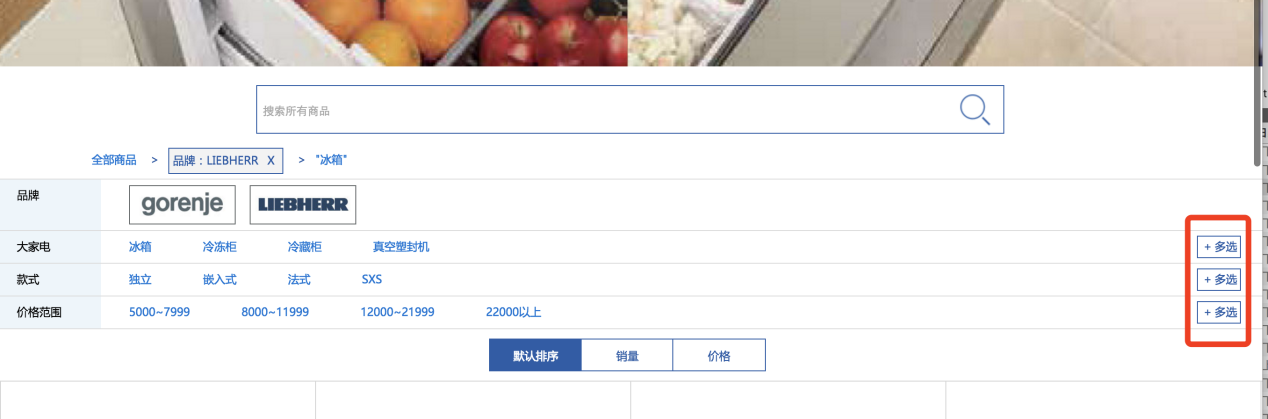 搜索所有商品
全部商品 > 品牌：LIEBHERR X > "冰箱"
品牌 gorenje LIEBHERR
大家电 冰箱 冷冻柜 冷藏柜 真空塑封机 + 多选
款式 独立 嵌入式 法式 SXS + 多选
价格范围 5000~7999 8000~11999 12000~21999 22000以上 + 多选
默认排序 销量 价格